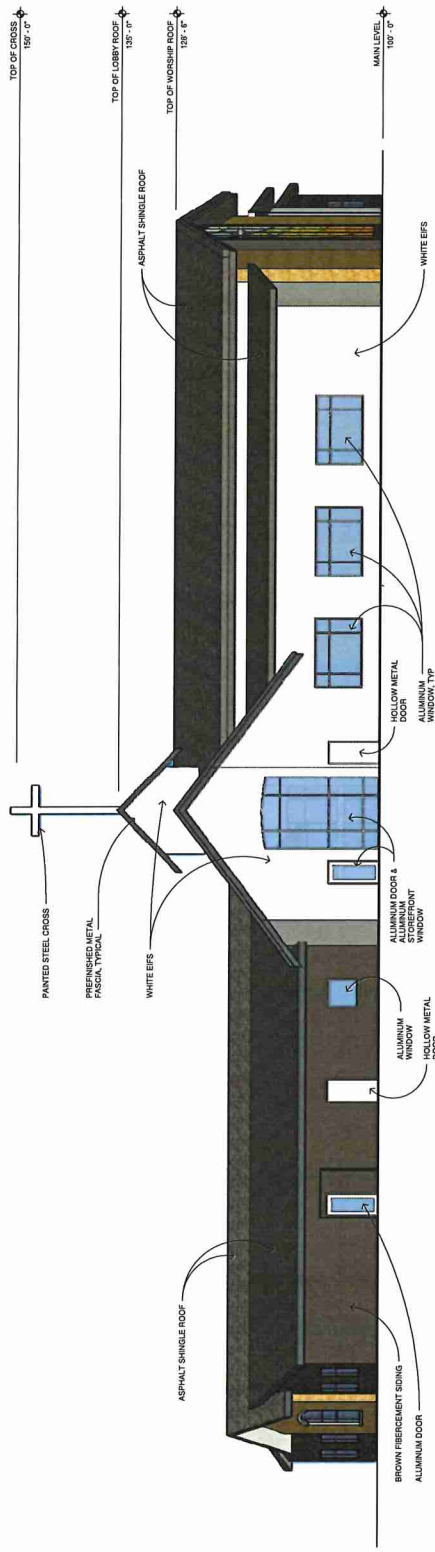 TOP OF CROSS
150' - 0"
TOP OF LOBBY ROOF
135' - 0"
TOP OF WORSHIP ROOF
128' - 6"
MAIN LEVEL
100' - 0"
PAINTED STEEL CROSS
PREFINISHED METAL
FASCIA, TYPICAL
WHITE EIFS
ASPHALT SHINGLE ROOF
ASPHALT SHINGLE ROOF
BROWN FIBERCEMENT SIDING
ALUMINUM DOOR
HOLLOW METAL
ALUMINUM
WINDOW
ALUMINUM DOOR &
ALUMINUM
STOREFRONT
WINDOW
HOLLOW METAL
DOOR
ALUMINUM
WINDOW, TYP
WHITE EIFS